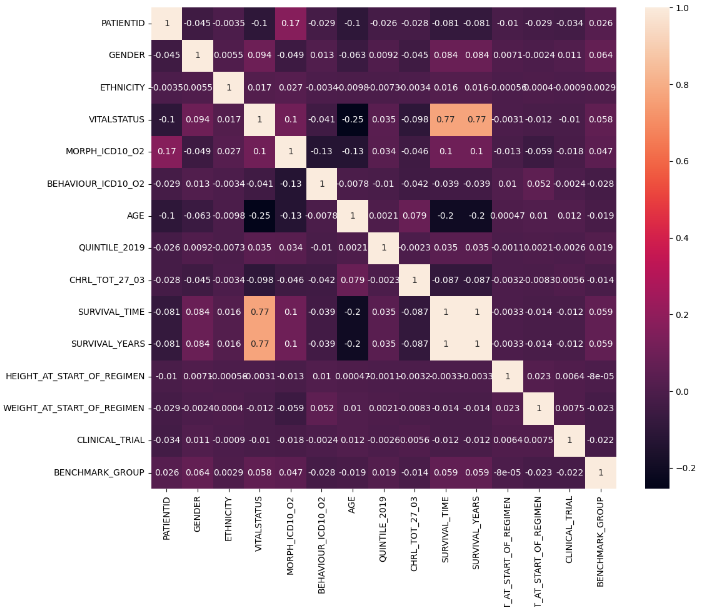 PATIENTID 1 -0.045 -0.0035 -0.1 0.17 -0.029 -0.1 -0.026 -0.028 -0.081 -0.081 -0.01 -0.029 -0.034 0.026
GENDER -0.045 1 0.0055 0.094 -0.049 0.013 -0.063 0.0092 -0.045 0.084 0.084 0.0071 -0.0024 0.011 0.064
ETHNICITY -0.0035 0.0055 1 0.017 0.027 -0.0034 -0.0098 -0.0073 -0.0034 0.016 0.016 -0.00056 0.0004 -0.0009 0.0029
VITALSTATUS -0.1 0.094 0.017 1 0.1 -0.041 -0.25 0.035 -0.098 0.77 0.77 -0.0031 -0.012 -0.01 0.058
MORPH_ICD10_O2 0.17 -0.049 0.027 0.1 1 -0.13 -0.13 0.034 -0.046 0.1 0.1 -0.013 -0.059 -0.018 0.047
BEHAVIOUR_ICD10_O2 -0.029 0.013 -0.0034 -0.041 -0.13 1 -0.0078 -0.01 -0.042 -0.039 -0.039 0.01 0.052 -0.0024 -0.028
AGE -0.1 -0.063 -0.0098 -0.25 -0.13 -0.0078 1 0.0021 0.079 -0.2 -0.2 0.00047 0.01 0.012 -0.019
QUINTILE_2019 -0.026 0.0092 -0.0073 0.035 0.034 -0.01 0.0021 1 -0.0023 0.035 0.035 -0.0011 0.0021 -0.0026 0.019
CHRL_TOT_27_03 -0.028 -0.045 -0.0034 -0.098 -0.046 -0.042 0.079 -0.0023 1 -0.087 -0.087 -0.0032 -0.0083 0.0056 -0.014
SURVIVAL_TIME -0.081 0.084 0.016 0.77 0.1 -0.039 -0.2 0.035 -0.087 1 1 -0.0033 -0.014 -0.012 0.059
SURVIVAL_YEARS -0.081 0.084 0.016 0.77 0.1 -0.039 -0.2 0.035 -0.087 1 1 -0.0033 -0.014 -0.012 0.059
HEIGHT_AT_START_OF_REGIMEN -0.01 0.0071 -0.00056 -0.0031 -0.013 0.01 0.00047 -0.0011 -0.0032 -0.0033 -0.0033 1 0.023 0.0064 -8e-05
WEIGHT_AT_START_OF_REGIMEN -0.029 -0.0024 0.0004 -0.012 -0.059 0.052 0.01 0.0021 -0.0083 -0.014 -0.014 0.023 1 0.0075 -0.023
CLINICAL_TRIAL -0.034 0.011 -0.0009 -0.01 -0.018 -0.0024 0.012 -0.0026 0.0056 -0.012 -0.012 0.0064 0.0075 1 -0.022
BENCHMARK_GROUP 0.026 0.064 0.0029 0.058 0.047 -0.028 -0.019 0.019 -0.014 0.059 0.059 -8e-05 -0.023 -0.022 1
PATIENTID
GENDER
ETHNICITY
VITALSTATUS
MORPH_ICD10_O2
BEHAVIOUR_ICD10_O2
AGE
QUINTILE_2019
CHRL_TOT_27_03
SURVIVAL_TIME
SURVIVAL_YEARS
T_AT_START_OF_REGIMEN
T_AT_START_OF_REGIMEN
CLINICAL_TRIAL
BENCHMARK_GROUP
1.0
0.8
0.6
0.4
0.2
0.0
−0.2